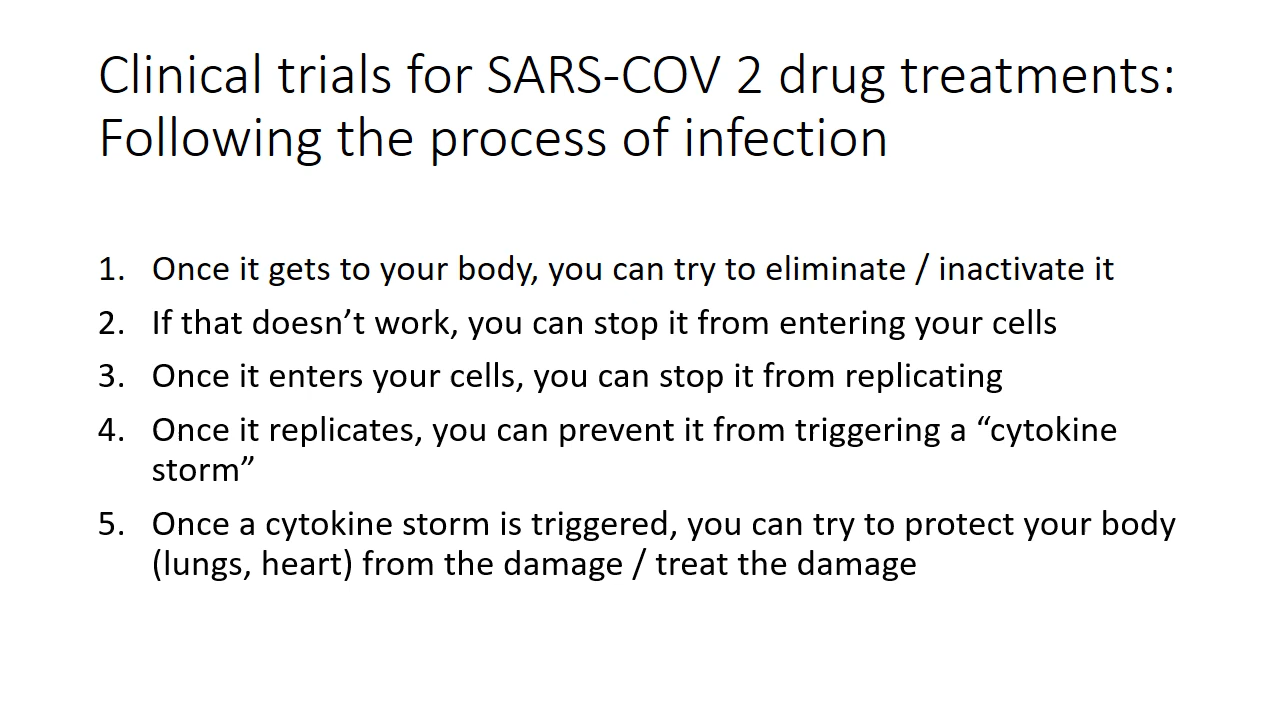 Clinical trials for SARS-COV 2 drug treatments:
Following the process of infection
1. Once it gets to your body, you can try to eliminate / inactivate it
2. If that doesn’t work, you can stop it from entering your cells
3. Once it enters your cells, you can stop it from replicating
4. Once it replicates, you can prevent it from triggering a “cytokine
storm”
5. Once a cytokine storm is triggered, you can try to protect your body
(lungs, heart) from the damage / treat the damage